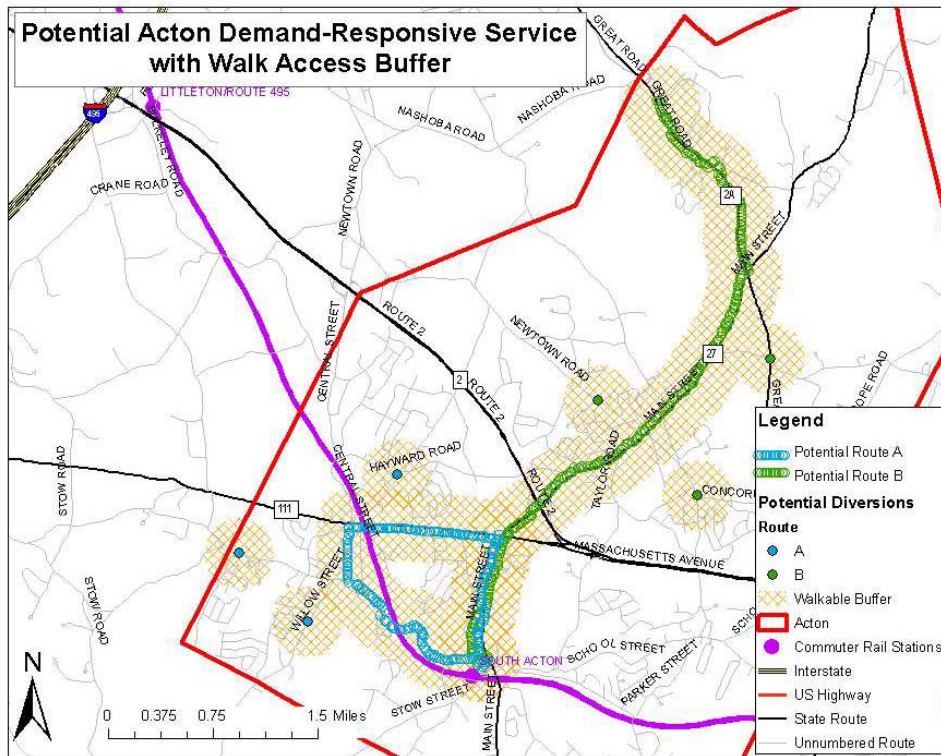 Potential Acton Demand-Responsive Service
with Walk Access Buffer
LITTLETON/ROUTE 495
495
CRANE ROAD
NASHOBA ROAD
NEWTOWN ROAD
GREAT ROAD
GREAT ROAD
2A
MAIN STREET
ROUTE 2
CENTRAL STREET
2
ROUTE 2
NEWTOWN ROAD
27
MAIN STREET
STOW ROAD
HAYWARD ROAD
CENTRAL STREET
TAYLOR ROAD
ROUTE 2
111
MASSACHUSETTS AVENUE
WILLOW STREET
MAIN STREET
STOW ROAD
SOUTH ACTON
SCHOOL STREET
PARKER STREET
STOW STREET
MAIN STREET
N
0 0.375 0.75 1.5 Miles
Legend
Potential Route A
Potential Route B
Potential Diversions
Route
A
B
Walkable Buffer
Acton
Commuter Rail Stations
Interstate
US Highway
State Route
Unnumbered Route